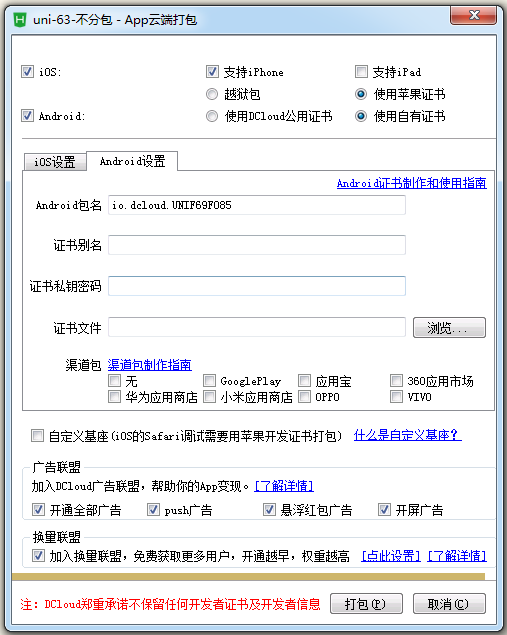 uni-63-不分包 - App云端打包
iOS: 支持iPhone 支持iPad
越狱包 使用苹果证书
Android: 使用DCloud公用证书 使用自有证书
iOS设置 Android设置
Android证书制作和使用指南
Android包名 io.dcloud.UNIF69F085
证书别名
证书私钥密码
证书文件 浏览...
渠道包 渠道包制作指南
无 GooglePlay 应用宝 360应用市场
华为应用商店 小米应用商店 OPPO VIVO
自定义基座(iOS的Safari调试需要用苹果开发证书打包) 什么是自定义基座?
广告联盟
加入DCloud广告联盟，帮助你的App变现。[了解详情]
开通全部广告 push广告 悬浮红包广告 开屏广告
换量联盟
加入换量联盟，免费获取更多用户，开通越早，权重越高 [点此设置] [了解详情]
注：DCloud郑重承诺不保留任何开发者证书及开发者信息 打包(P) 取消(C)